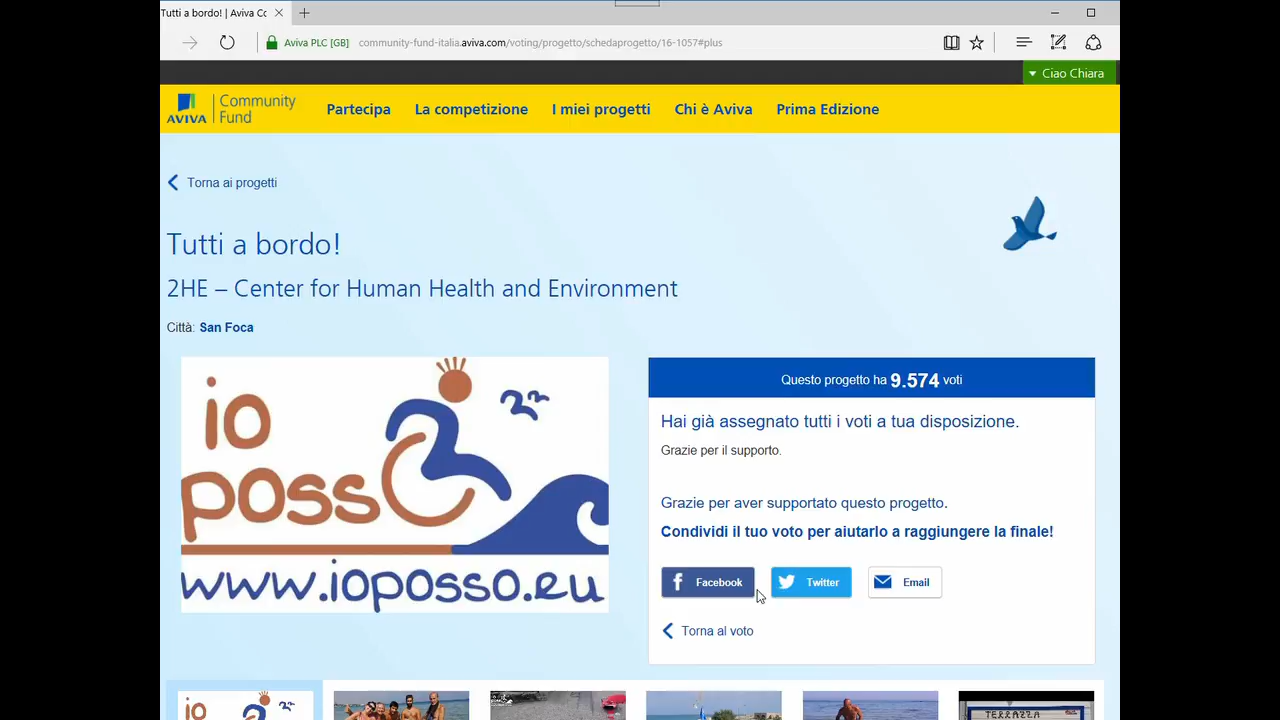 Tutti a bordo! | Aviva Co
Aviva PLC [GB] community-fund-italia.aviva.com/voting/progetto/schedaprogetto/16-1057#plus
Ciao Chiara
AVIVA Community Fund
Partecipa La competizione I miei progetti Chi è Aviva Prima Edizione
Torna ai progetti
Tutti a bordo!
2HE – Center for Human Health and Environment
Città: San Foca
io
posso
www.ioposso.eu
Questo progetto ha 9.574 voti
Hai già assegnato tutti i voti a tua disposizione.
Grazie per il supporto.
Grazie per aver supportato questo progetto.
Condividi il tuo voto per aiutarlo a raggiungere la finale!
Facebook Twitter Email
Torna al voto
io
TERRAZZA